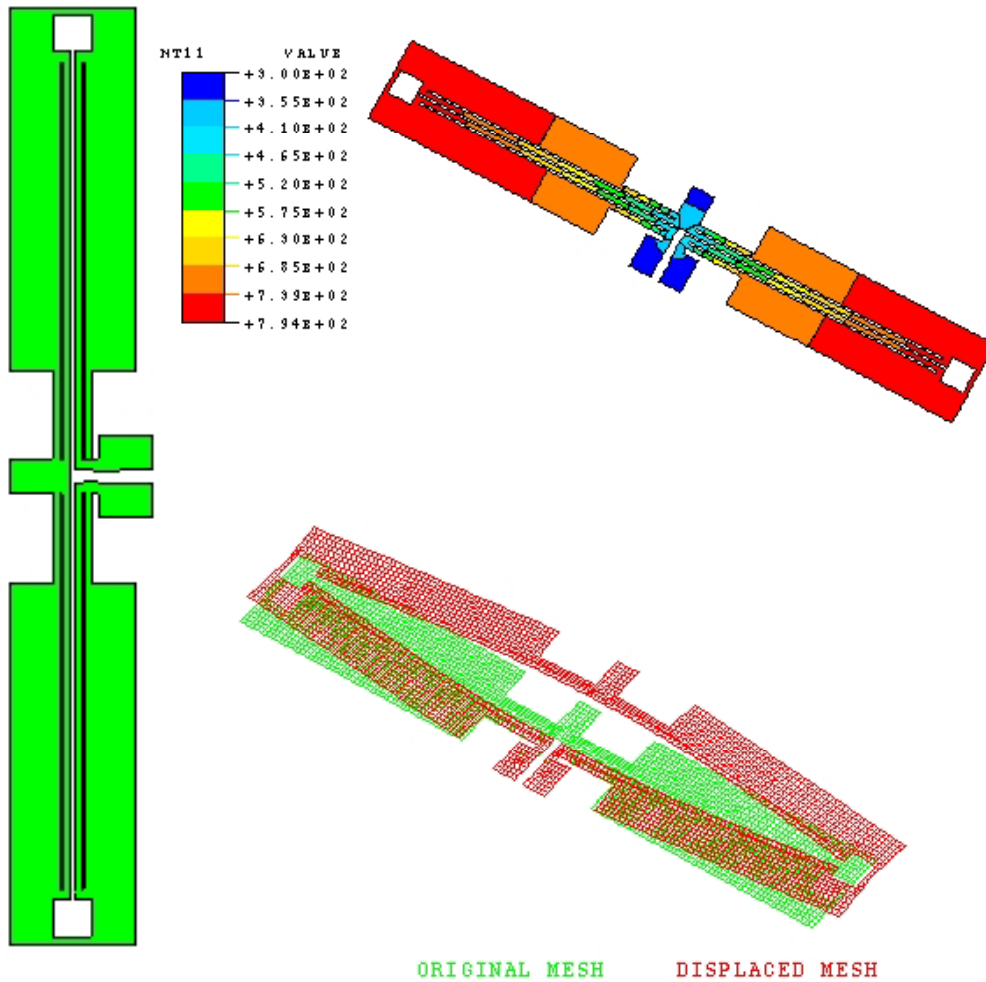 NT11 VALUE
+3.00E+02
+3.55E+02
+4.10E+02
+4.65E+02
+5.20E+02
+5.75E+02
+6.30E+02
+6.85E+02
+7.39E+02
+7.94E+02
ORIGINAL MESH DISPLACED MESH